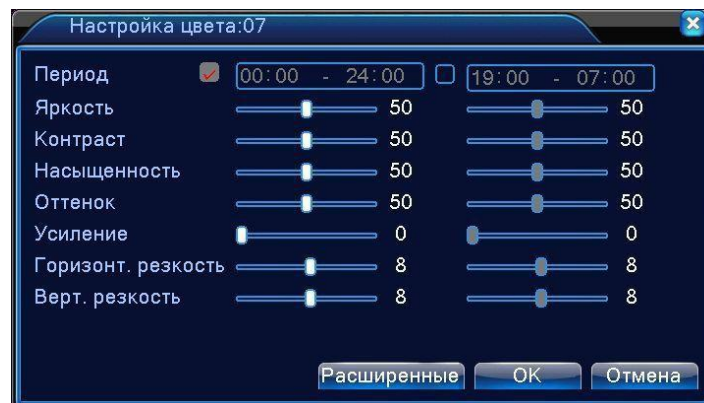 Настройка цвета:07
Период 00:00 - 24:00 19:00 - 07:00
Яркость 50 50
Контраст 50 50
Насыщенность 50 50
Оттенок 50 50
Усиление 0 0
Горизонт. резкость 8 8
Верт. резкость 8 8
Расширенные OK Отмена